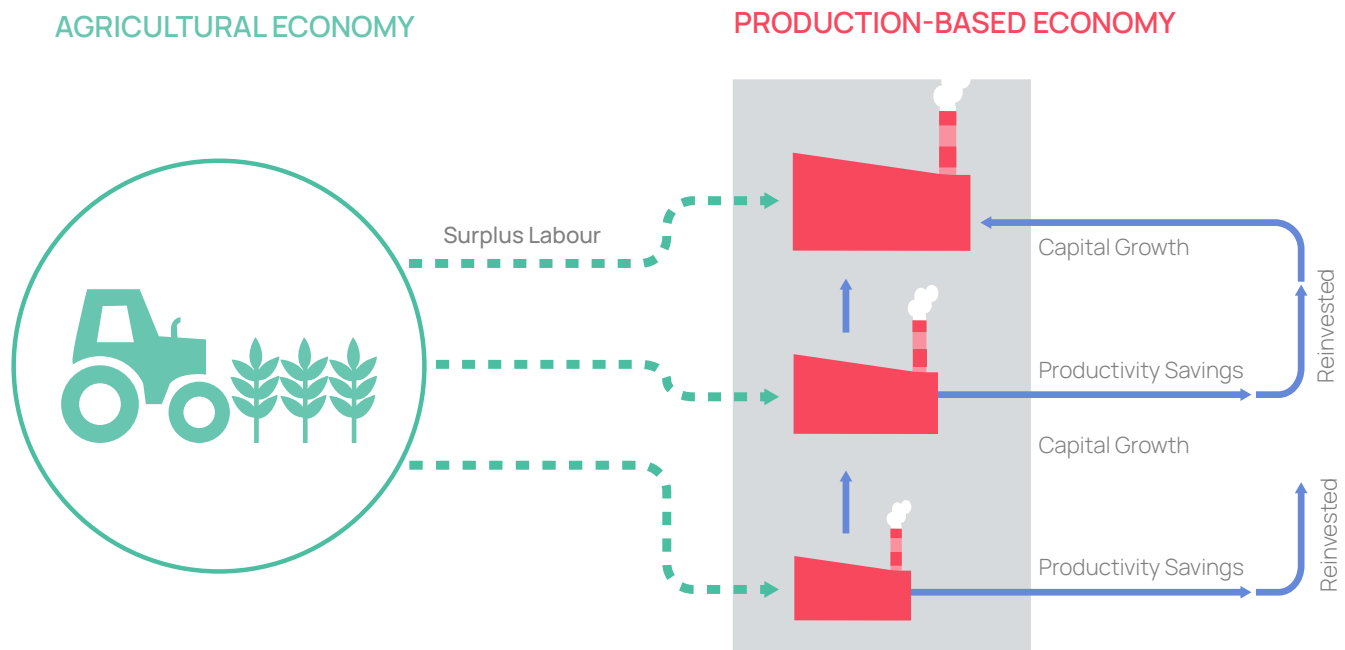 AGRICULTURAL ECONOMY
PRODUCTION-BASED ECONOMY
Surplus Labour
Capital Growth
Reinvested
Productivity Savings
Capital Growth
Reinvested
Productivity Savings